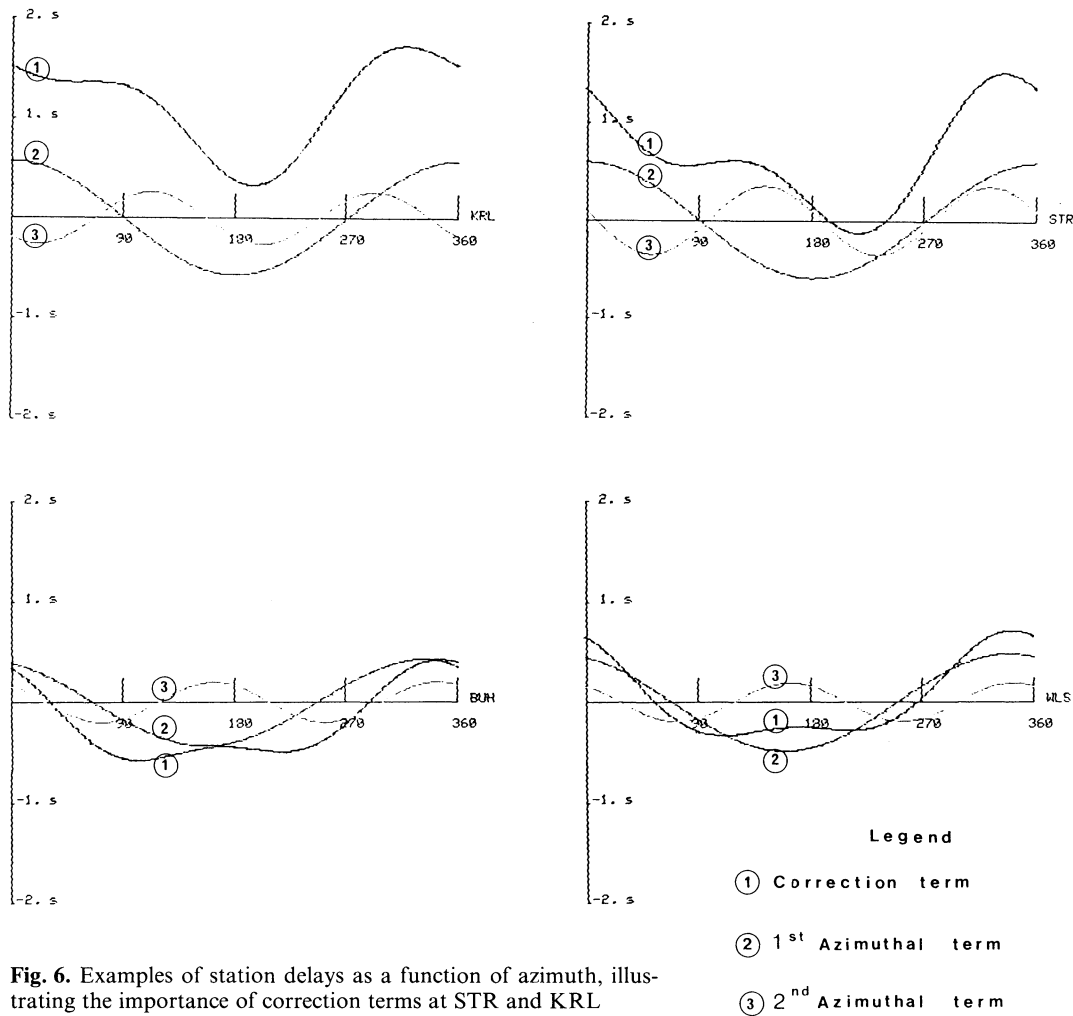 2. s
1. s
1
2
3
KRL
90
180
270
360
-1. s
-2. s
2. s
1. s
1
2
3
STR
90
180
270
360
-1. s
-2. s
2. s
1. s
3
2
1
BUH
90
180
270
360
-1. s
-2. s
2. s
1. s
3
1
2
WLS
90
180
270
360
-1. s
-2. s
Legend
1 Correction term
2 1st Azimuthal term
3 2nd Azimuthal term
Fig. 6. Examples of station delays as a function of azimuth, illus-
trating the importance of correction terms at STR and KRL